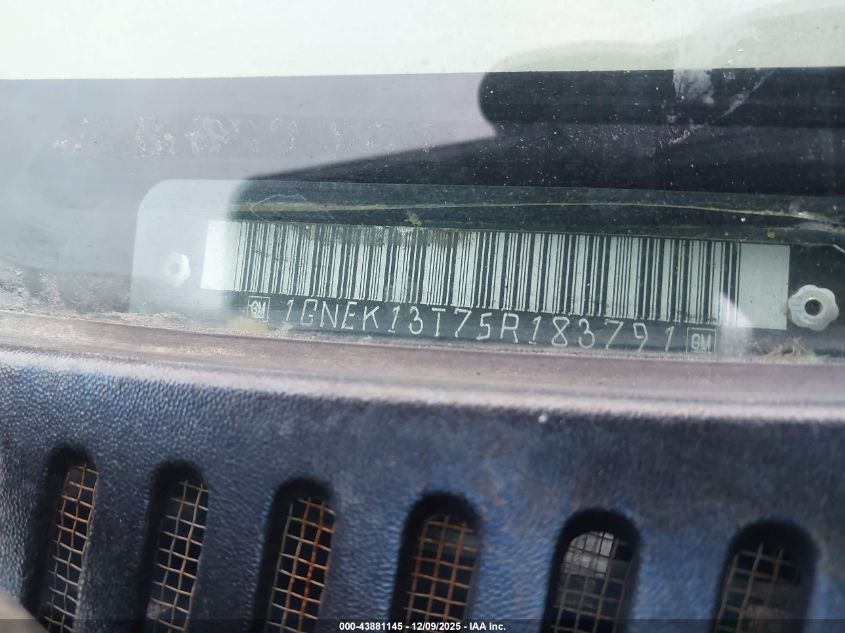 GM 1GNEK13T75R183791 GM
000-43881145 - 12/09/2025 - IAA Inc.